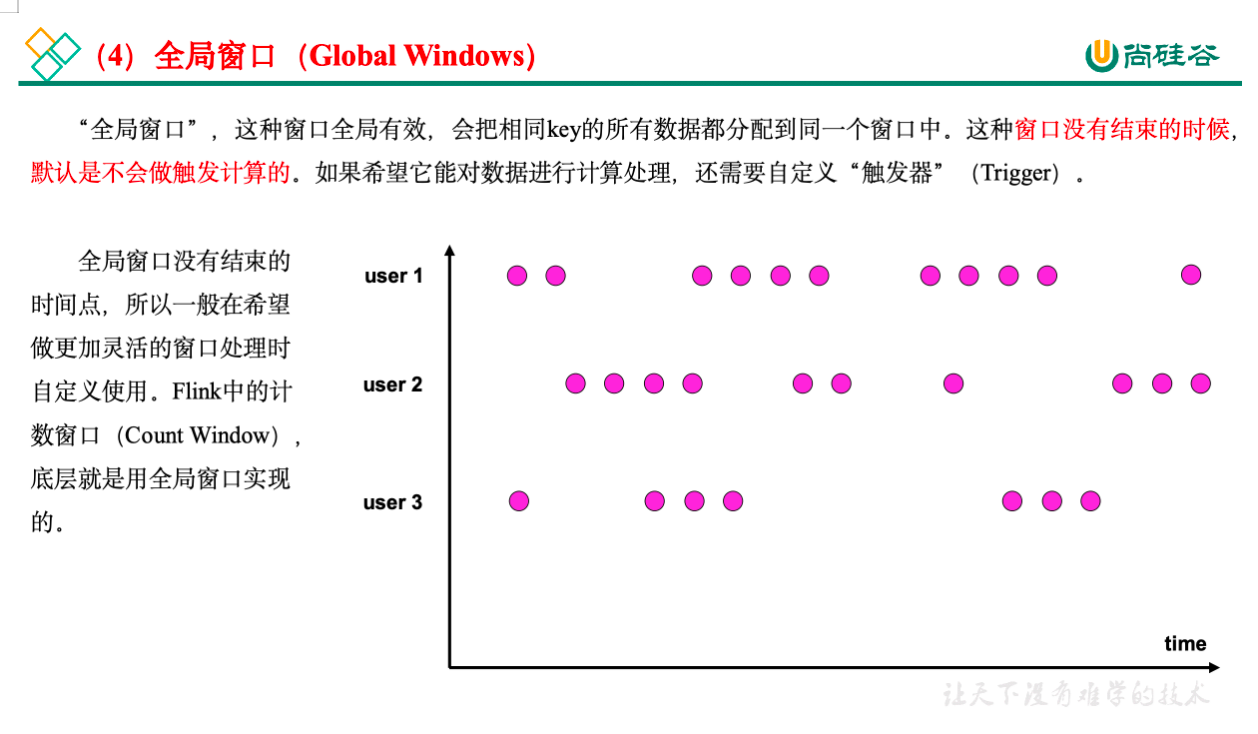 （4）全局窗口（Global Windows）
尚硅谷
“全局窗口”，这种窗口全局有效，会把相同key的所有数据都分配到同一个窗口中。这种窗口没有结束的时候，
默认是不会做触发计算的。如果希望它能对数据进行计算处理，还需要自定义“触发器”（Trigger）。
全局窗口没有结束的
时间点，所以一般在希望
做更加灵活的窗口处理时
自定义使用。Flink中的计
数窗口（Count Window），
底层就是用全局窗口实现
的。
user 1
user 2
user 3
time
让天下没有难学的技术